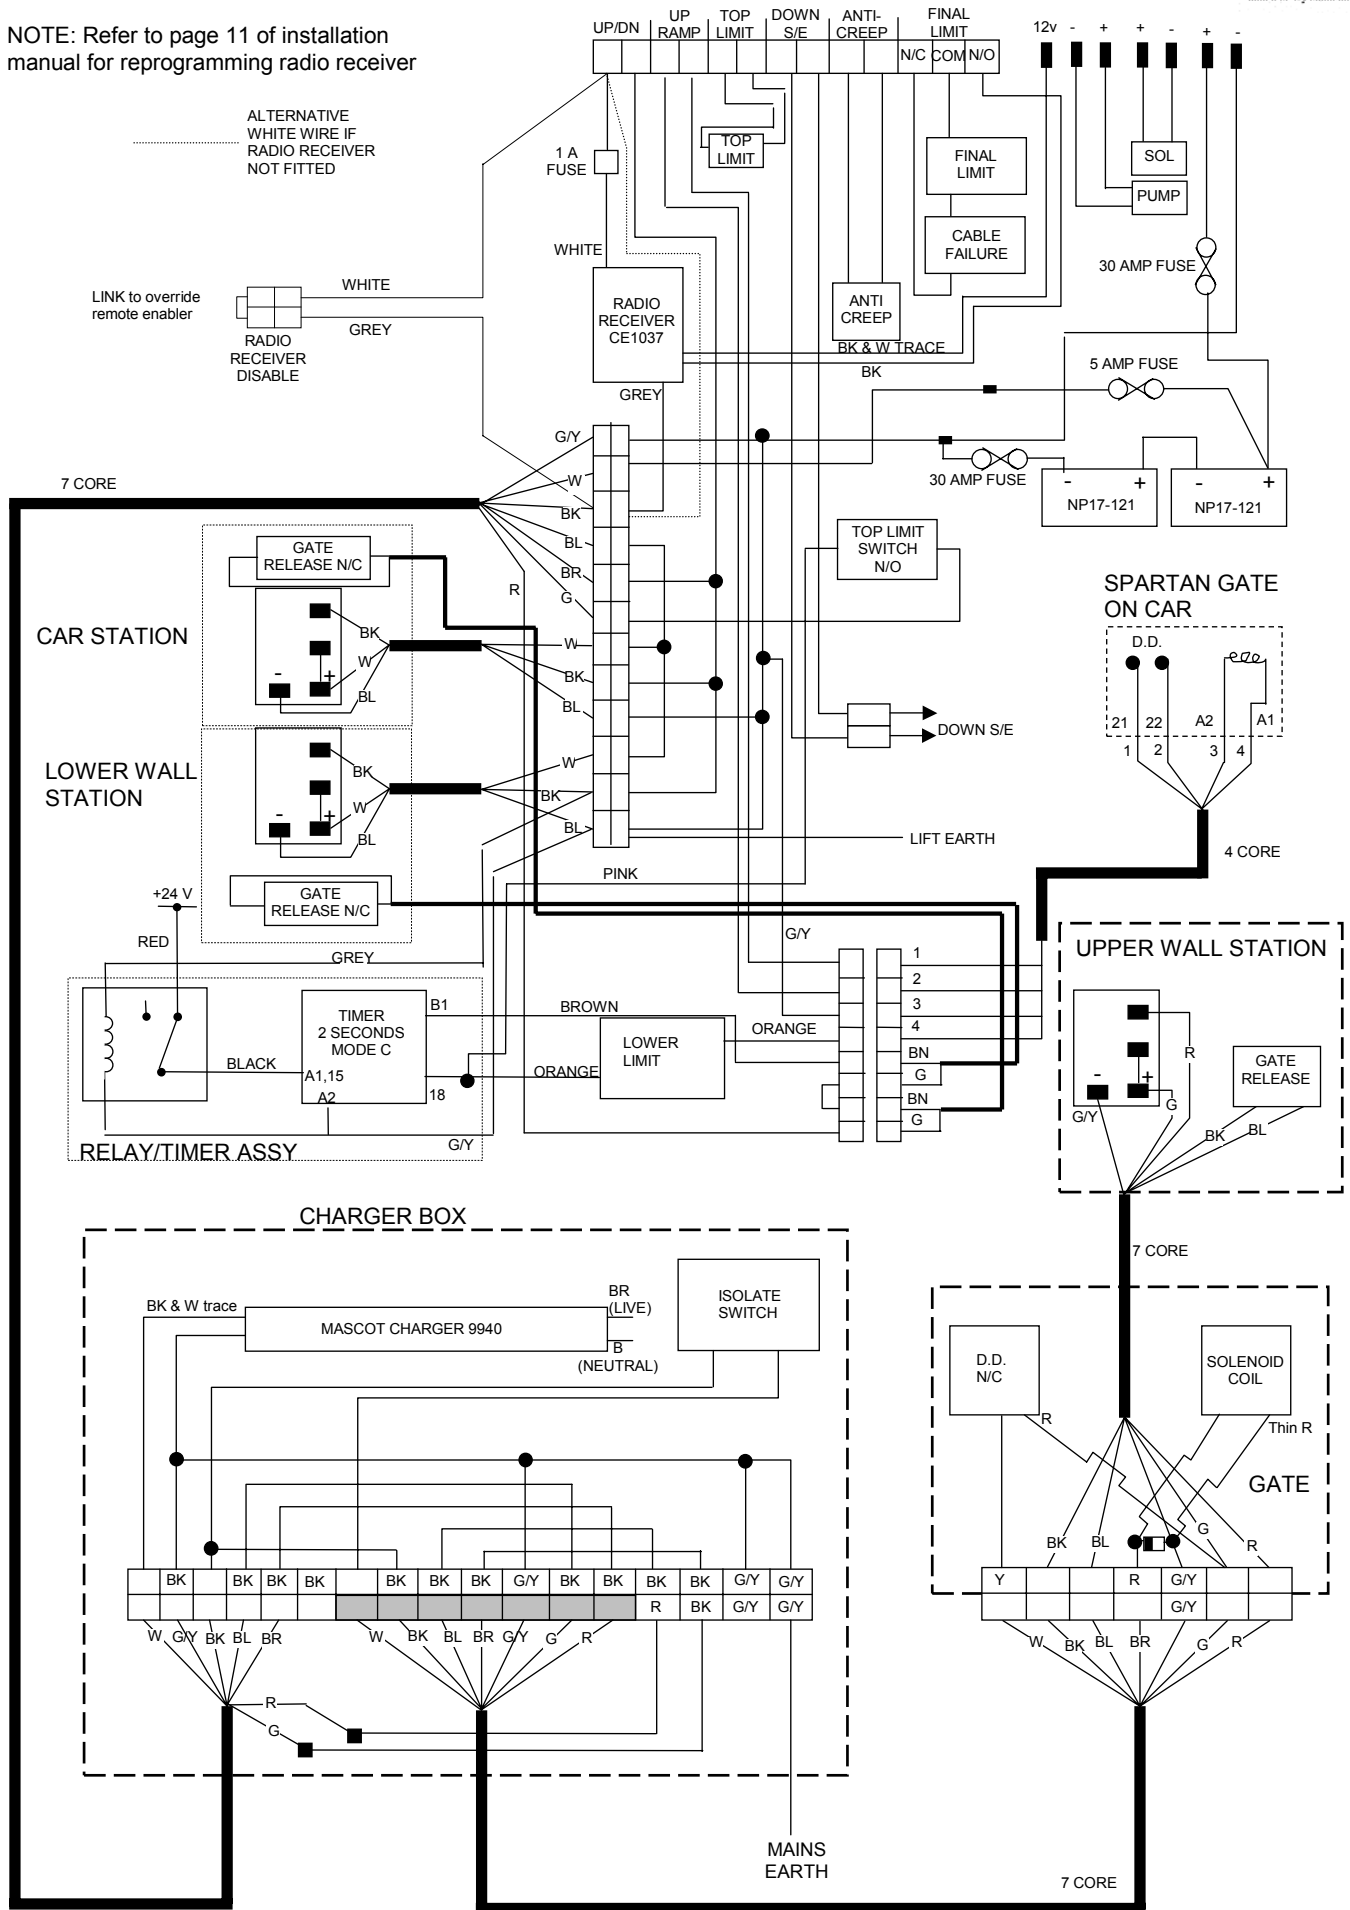 NOTE: Refer to page 11 of installation
manual for reprogramming radio receiver
ALTERNATIVE
WHITE WIRE IF
RADIO RECEIVER
NOT FITTED
UP/DN
UP
RAMP
TOP
LIMIT
DOWN
S/E
ANTI-
CREEP
FINAL
LIMIT
N/C COM N/O
12v - + + - + -
1 A
FUSE
TOP
LIMIT
FINAL
LIMIT
SOL
PUMP
CABLE
FAILURE
WHITE
30 AMP FUSE
LINK to override
remote enabler
WHITE
GREY
RADIO
RECEIVER
DISABLE
RADIO
RECEIVER
CE1037
ANTI
CREEP
BK & W TRACE
BK
5 AMP FUSE
GREY
G/Y
W
BK
BL
BR
G
R
7 CORE
30 AMP FUSE
- +
NP17-121
- +
NP17-121
TOP LIMIT
SWITCH
N/O
GATE
RELEASE N/C
CAR STATION
BK
W
BL
- +
W
BK
BL
SPARTAN GATE
ON CAR
D.D.
21 22 A2 A1
1 2 3 4
DOWN S/E
LOWER WALL
STATION
BK
W
BL
- +
W
BK
BL
LIFT EARTH
4 CORE
PINK
+24 V
GATE
RELEASE N/C
RED
GREY
G/Y
UPPER WALL STATION
1
2
3
4
BN
G
BN
G
TIMER
2 SECONDS
MODE C
B1
BROWN
LOWER
LIMIT
ORANGE
BLACK
A1,15
A2
18
ORANGE
G/Y
RELAY/TIMER ASSY
R
- +
G
G/Y
GATE
RELEASE
BK
BL
CHARGER BOX
7 CORE
BK & W trace
MASCOT CHARGER 9940
BR
(LIVE)
B
(NEUTRAL)
ISOLATE
SWITCH
D.D.
N/C
SOLENOID
COIL
R
Thin R
GATE
BK
BL
G
R
BK BK BK BK BK BK BK G/Y BK BK BK BK G/Y G/Y
R BK G/Y G/Y
W G/Y BK BL BR
W BK BL BR G/Y G R
R
G
Y R G/Y
G/Y
W BK BL BR G R
MAINS
EARTH
7 CORE